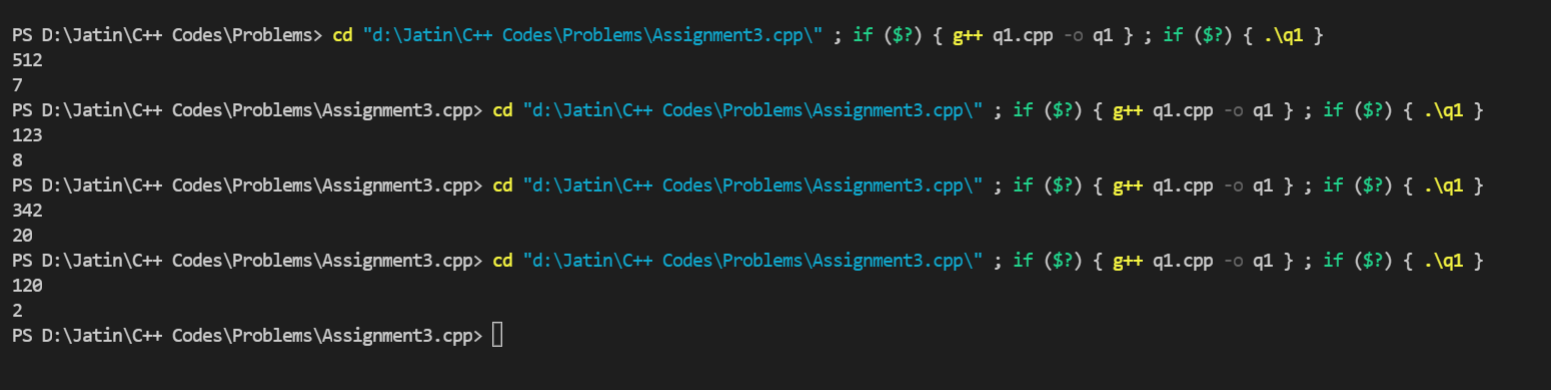 PS D:\Jatin\C++ Codes\Problems> cd "d:\Jatin\C++ Codes\Problems\Assignment3.cpp\" ; if ($?) { g++ q1.cpp -o q1 } ; if ($?) { .\q1 }
512
7
PS D:\Jatin\C++ Codes\Problems\Assignment3.cpp> cd "d:\Jatin\C++ Codes\Problems\Assignment3.cpp\" ; if ($?) { g++ q1.cpp -o q1 } ; if ($?) { .\q1 }
123
8
PS D:\Jatin\C++ Codes\Problems\Assignment3.cpp> cd "d:\Jatin\C++ Codes\Problems\Assignment3.cpp\" ; if ($?) { g++ q1.cpp -o q1 } ; if ($?) { .\q1 }
342
20
PS D:\Jatin\C++ Codes\Problems\Assignment3.cpp> cd "d:\Jatin\C++ Codes\Problems\Assignment3.cpp\" ; if ($?) { g++ q1.cpp -o q1 } ; if ($?) { .\q1 }
120
2
PS D:\Jatin\C++ Codes\Problems\Assignment3.cpp>